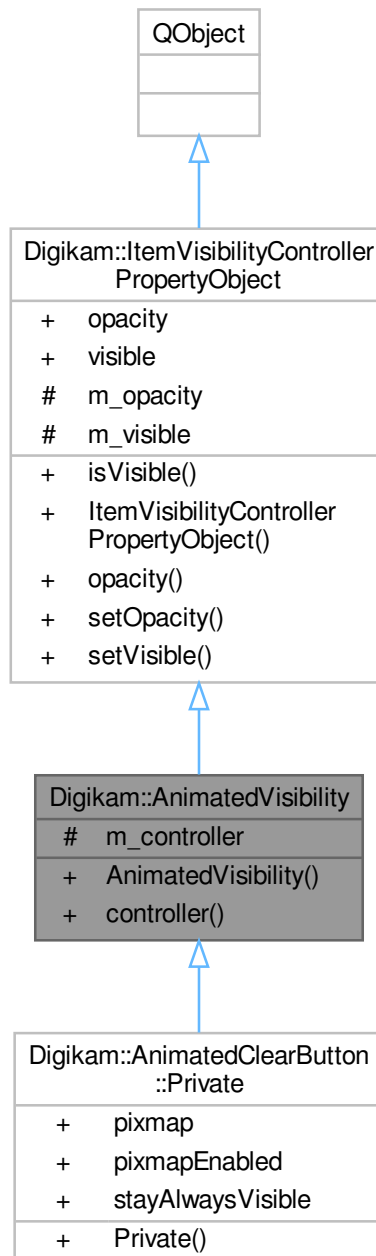 QObject
Digikam::ItemVisibilityController
PropertyObject
+ opacity
+ visible
# m_opacity
# m_visible
+ isVisible()
+ ItemVisibilityController
PropertyObject()
+ opacity()
+ setOpacity()
+ setVisible()
Digikam::AnimatedVisibility
# m_controller
+ AnimatedVisibility()
+ controller()
Digikam::AnimatedClearButton
::Private
+ pixmap
+ pixmapEnabled
+ stayAlwaysVisible
+ Private()